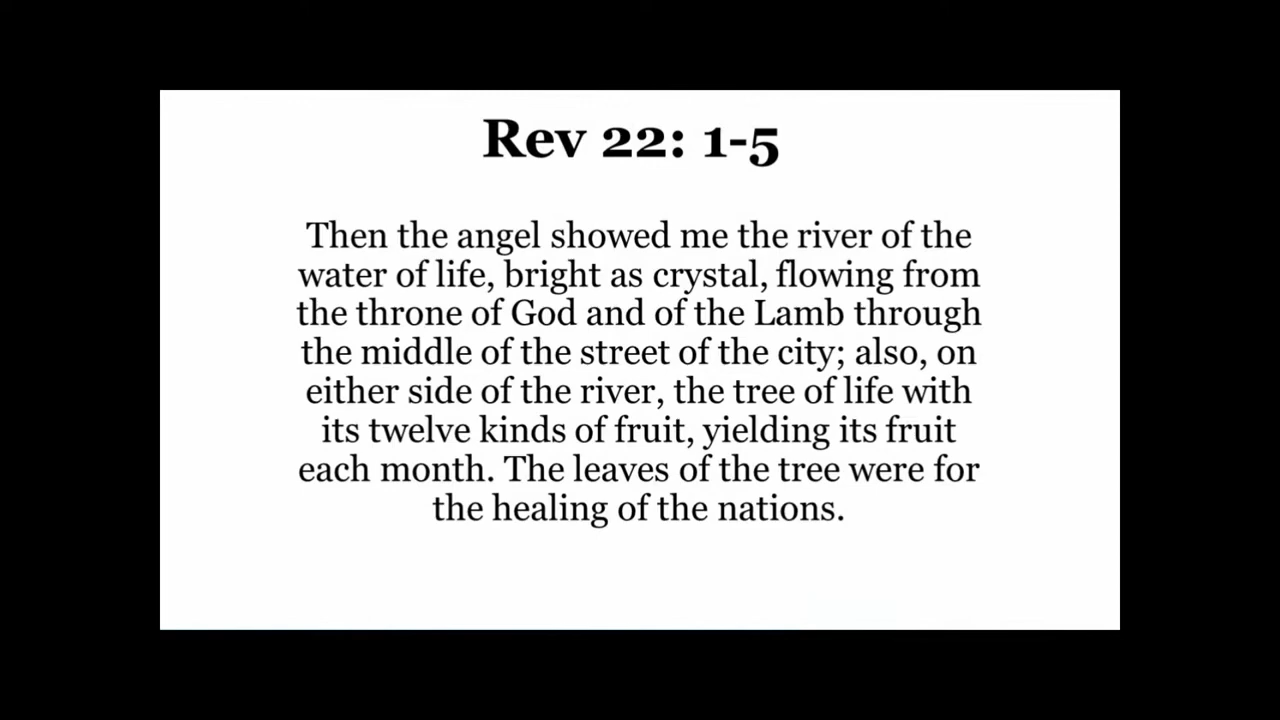 Rev 22: 1-5
Then the angel showed me the river of the
water of life, bright as crystal, flowing from
the throne of God and of the Lamb through
the middle of the street of the city; also, on
either side of the river, the tree of life with
its twelve kinds of fruit, yielding its fruit
each month. The leaves of the tree were for
the healing of the nations.